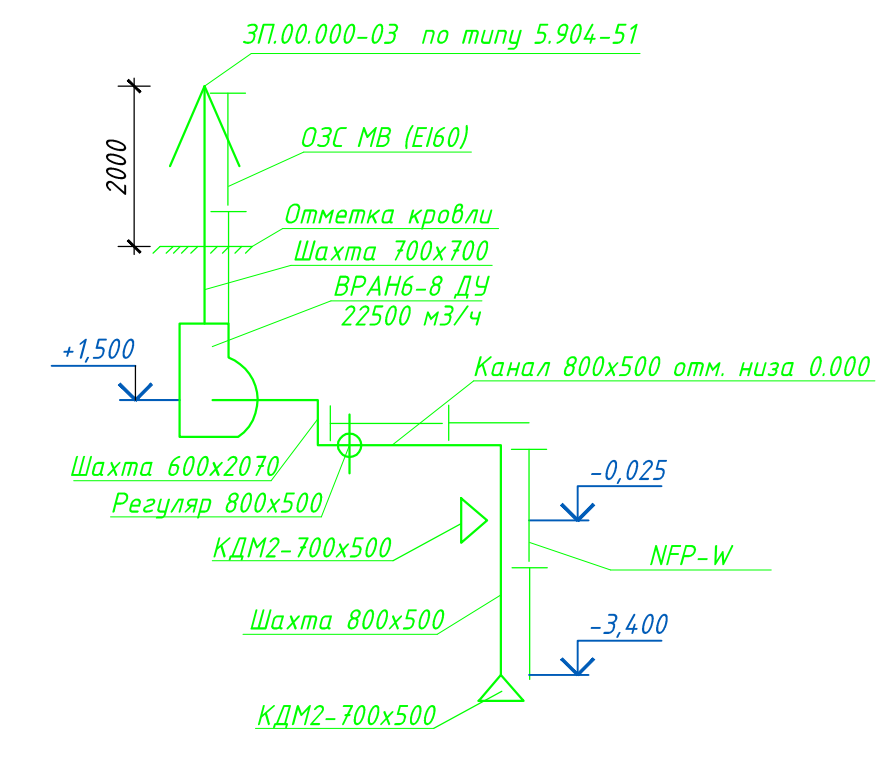 ЗП.00.000-03 по типу 5.904-51
2000
ОЗС МВ (EI60)
Отметка кровли
Шахта 700х700
ВРАН6-8 ДУ
22500 м3/ч
+1,500
Канал 800х500 отм. низа 0.000
Шахта 600х2070
-0,025
Регуляр 800х500
КДМ2-700х500
NFP-W
Шахта 800х500
-3,400
КДМ2-700х500